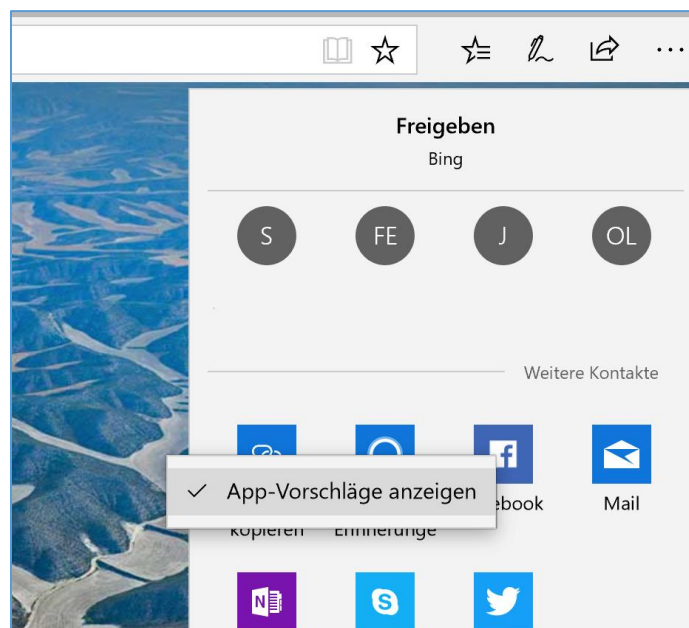 Freigeben
Bing
S FE J OL
Weitere Kontakte
App-Vorschläge anzeigen
ebook Mail
kopieren Erinnerunge